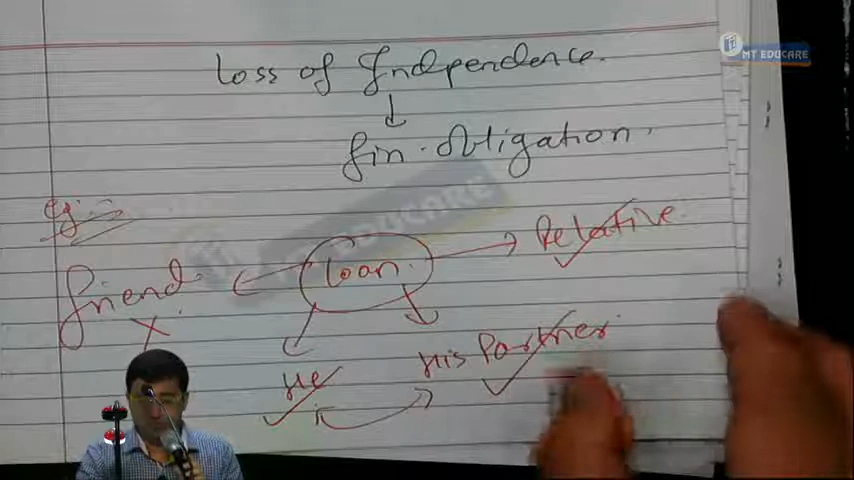 MT EDUCARE
Loss of Independence.
↓
fin. obligation.
Eg:-
friend. ← loan. → Relative.
X ✓
He ✓
His Partner ✓